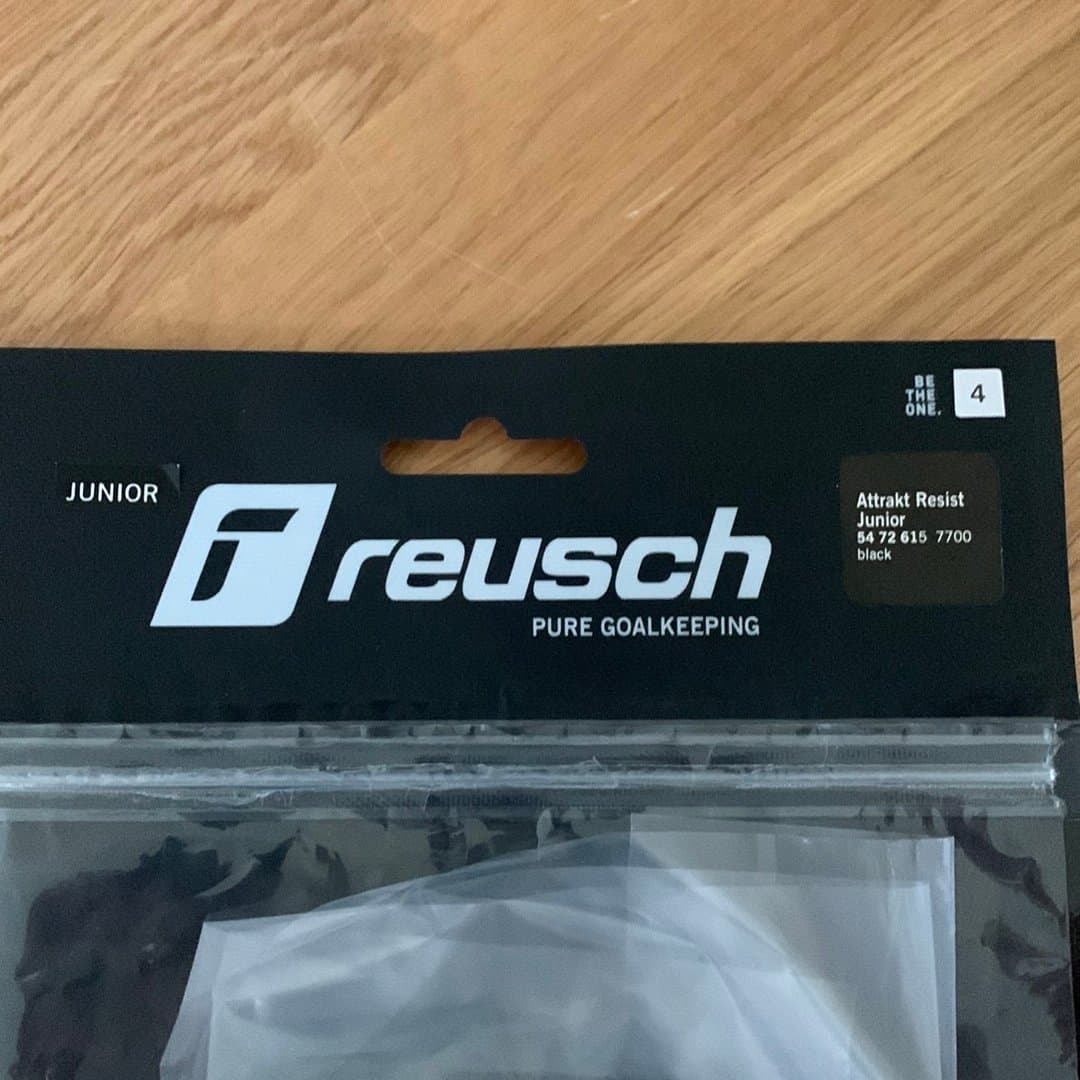 BE
THE
ONE.
4
JUNIOR
reusch
PURE GOALKEEPING
Attrakt Resist
Junior
54 72 615 7700
black